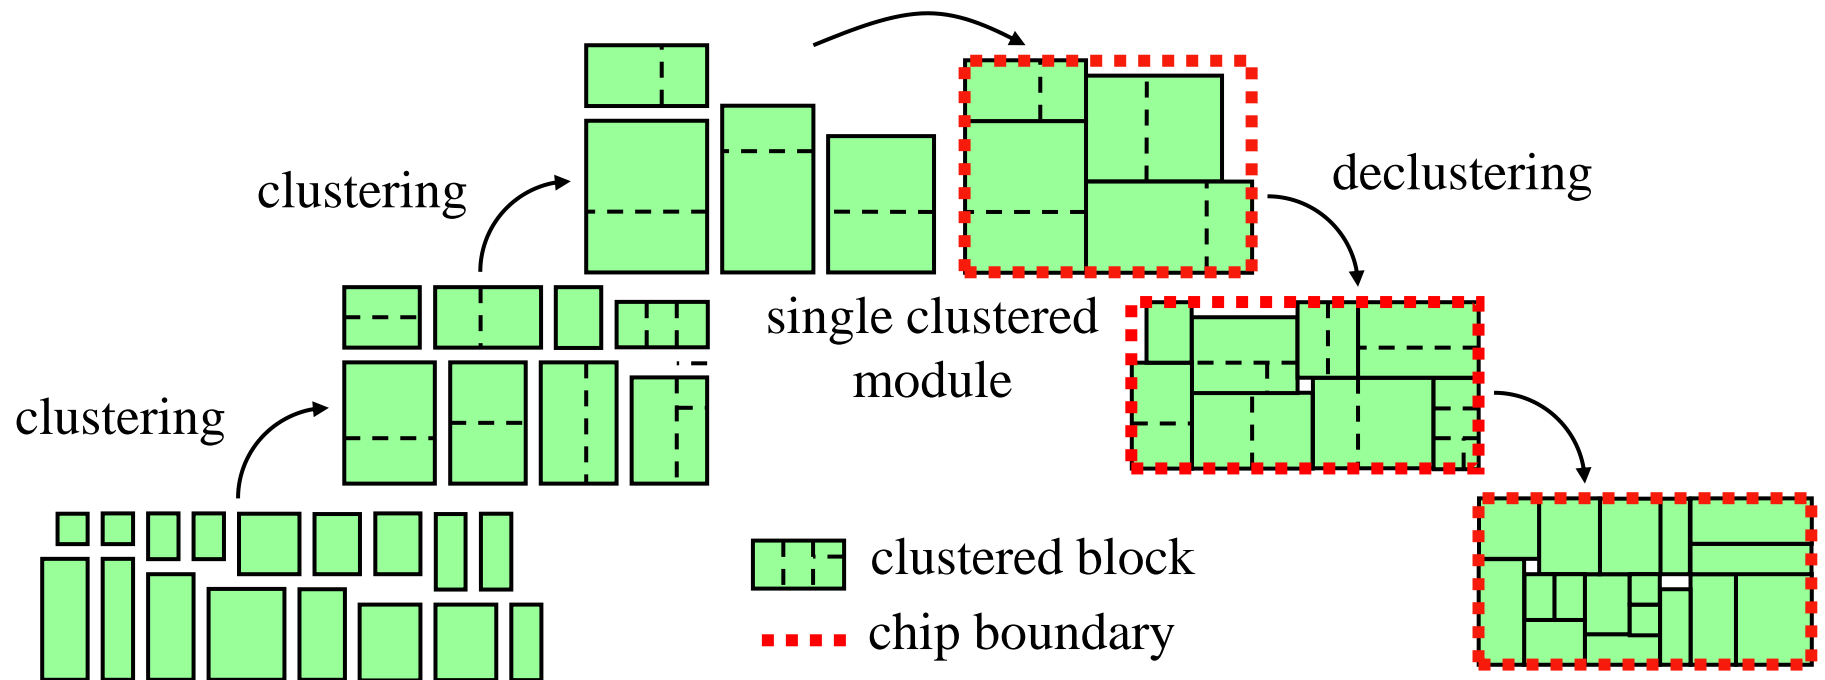 clustering
declustering
single clustered
module
clustering
clustered block
chip boundary